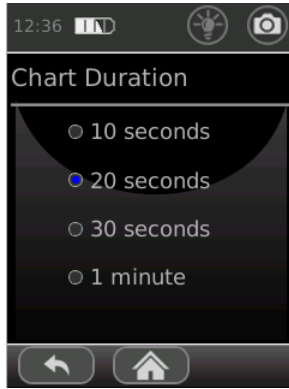 12:36
Chart Duration
10 seconds
20 seconds
30 seconds
1 minute